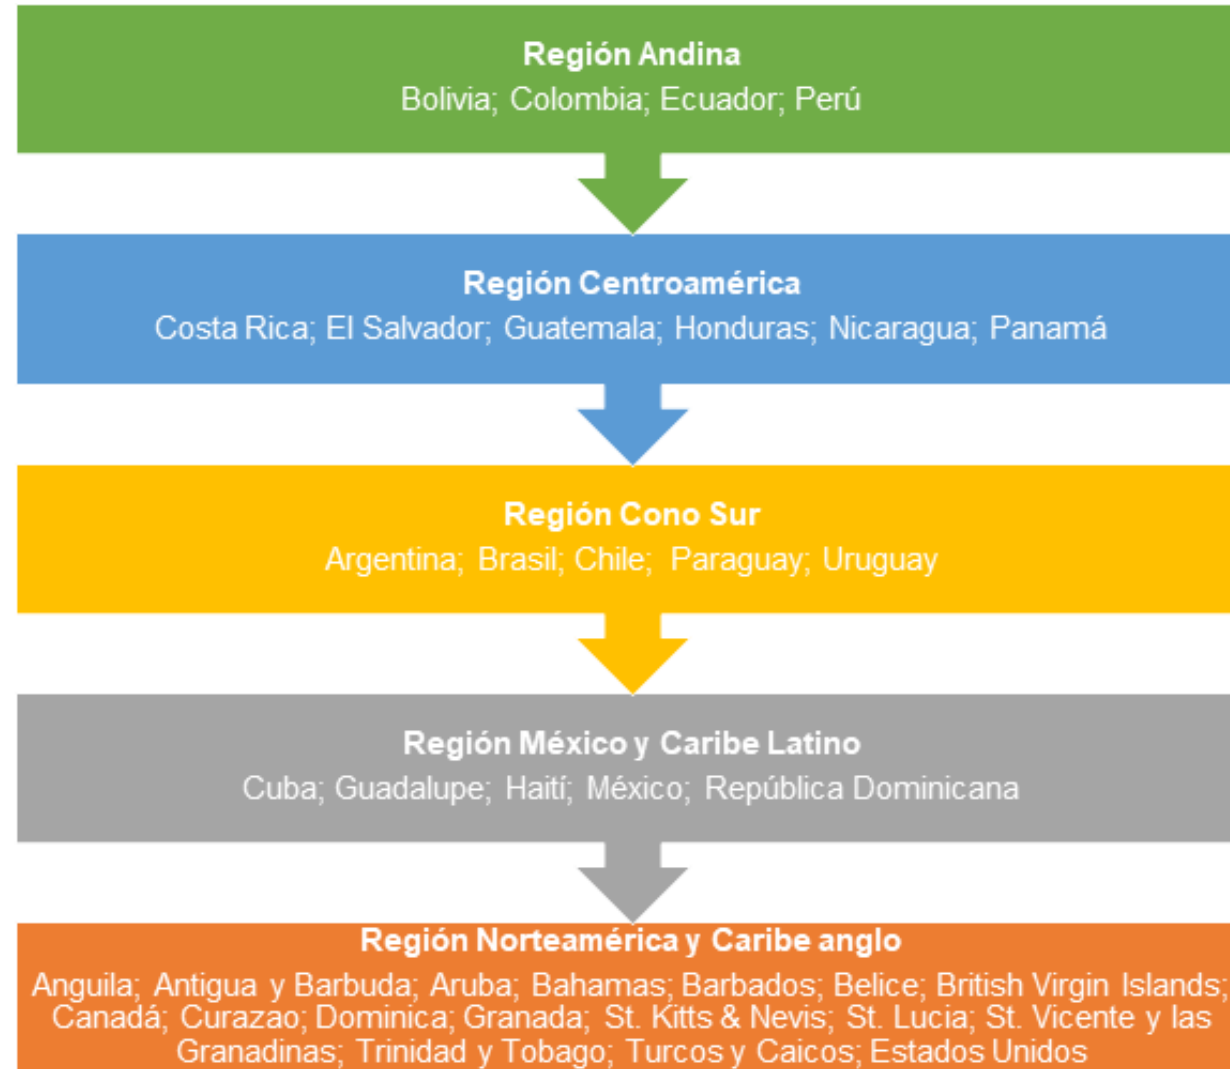 Región Andina
Bolivia; Colombia; Ecuador; Perú
Región Centroamérica
Costa Rica; El Salvador; Guatemala; Honduras; Nicaragua; Panamá
Región Cono Sur
Argentina; Brasil; Chile; Paraguay; Uruguay
Región México y Caribe Latino
Cuba; Guadalupe; Haití; México; República Dominicana
Región Norteamérica y Caribe anglo
Anguila; Antigua y Barbuda; Aruba; Bahamas; Barbados; Belice; British Virgin Islands;
Canadá; Curazao; Dominica; Granada; St. Kitts & Nevis; St. Lucia; St. Vicente y las
Granadinas; Trinidad y Tobago; Turcos y Caicos; Estados Unidos